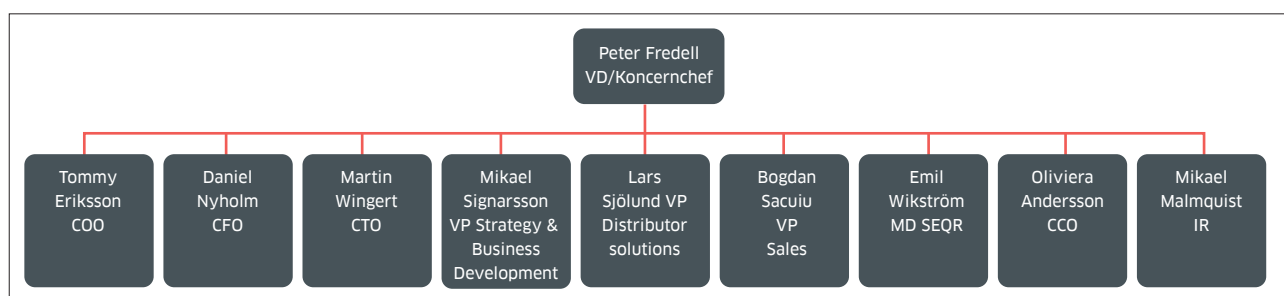 Peter Fredell
VD/Koncernchef
Tommy
Eriksson
COO
Daniel
Nyholm
CFO
Martin
Wingert
CTO
Mikael
Signarsson
VP Strategy &
Business
Development
Lars
Sjölund VP
Distributor
solutions
Bogdan
Sacuiu
VP
Sales
Emil
Wikström
MD SEQR
Oliviera
Andersson
CCO
Mikael
Malmquist
IR